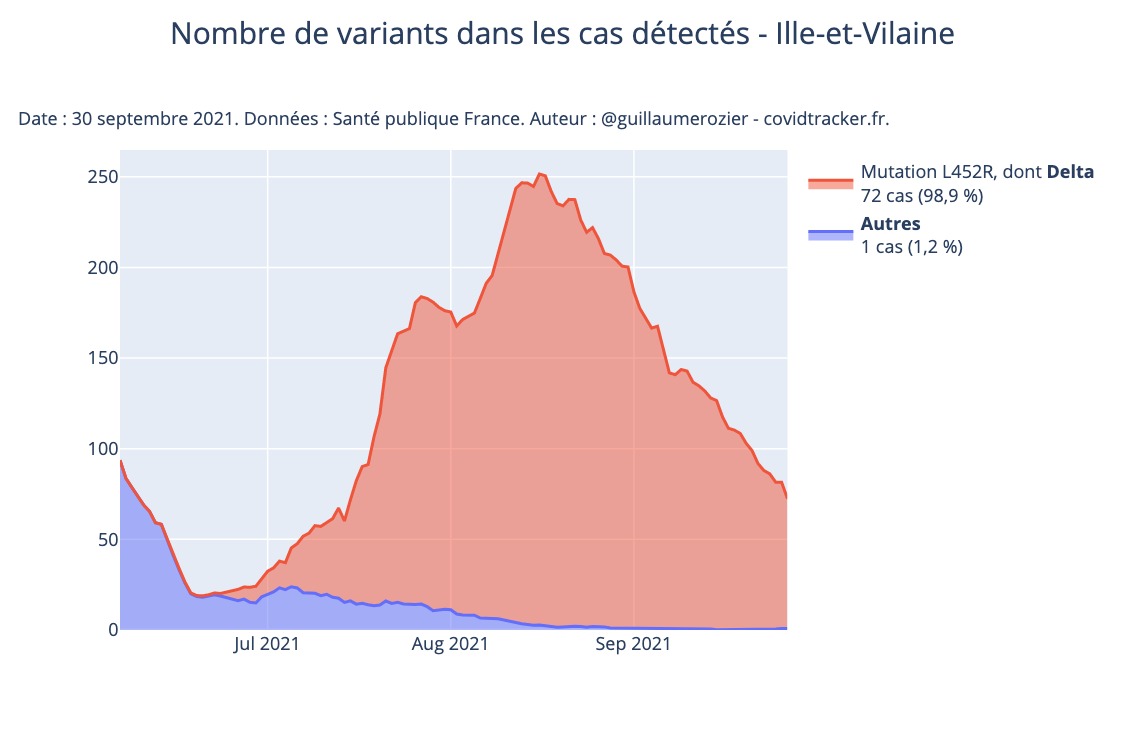 Nombre de variants dans les cas détectés - Ille-et-Vilaine
Date : 30 septembre 2021. Données : Santé publique France. Auteur : @guillaumerozier - covidtracker.fr.
250
200
150
100
50
0
Jul 2021
Aug 2021
Sep 2021
Mutation L452R, dont Delta
72 cas (98,9 %)
Autres
1 cas (1,2 %)